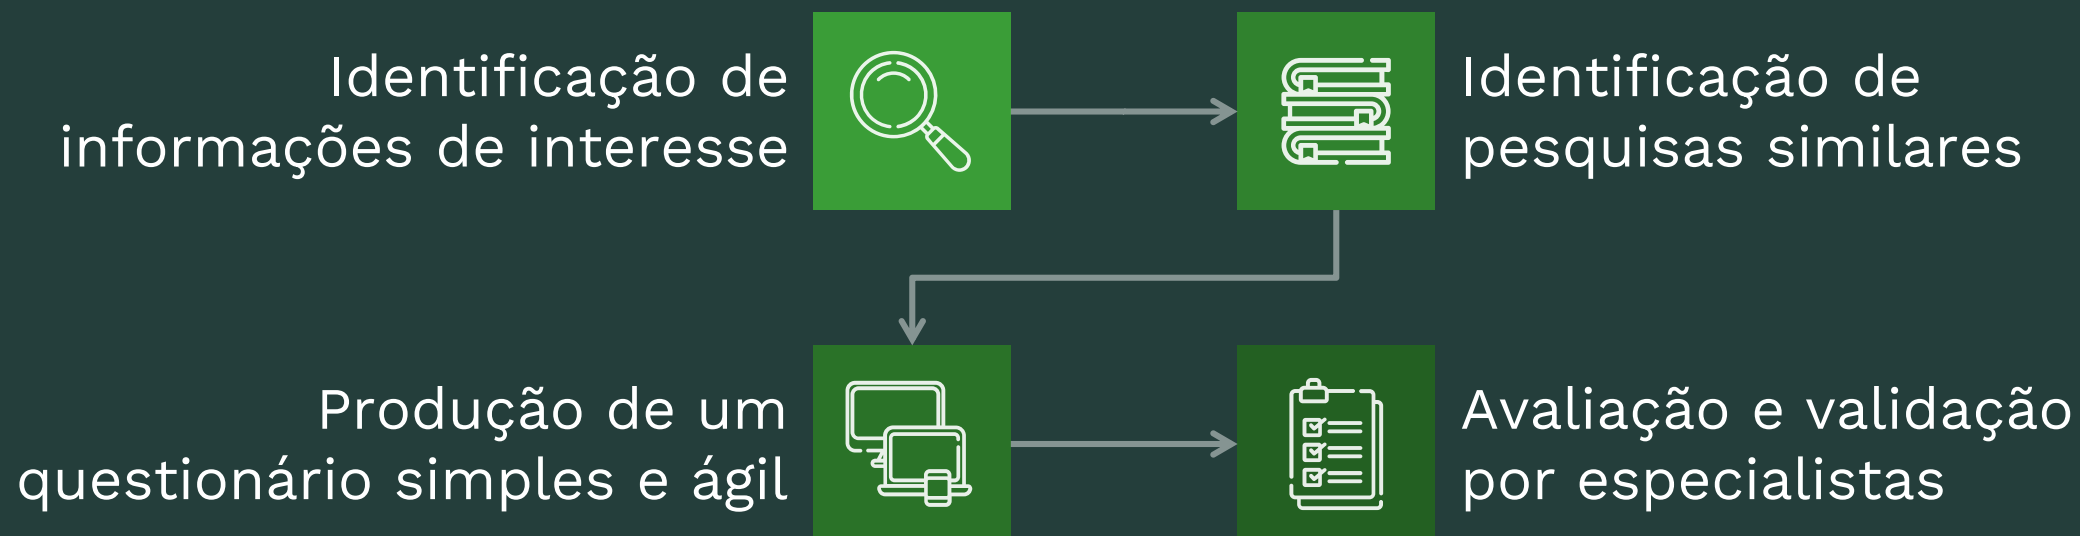 Identificação de
informações de interesse
Identificação de
pesquisas similares
Produção de um
questionário simples e ágil
Avaliação e validação
por especialistas